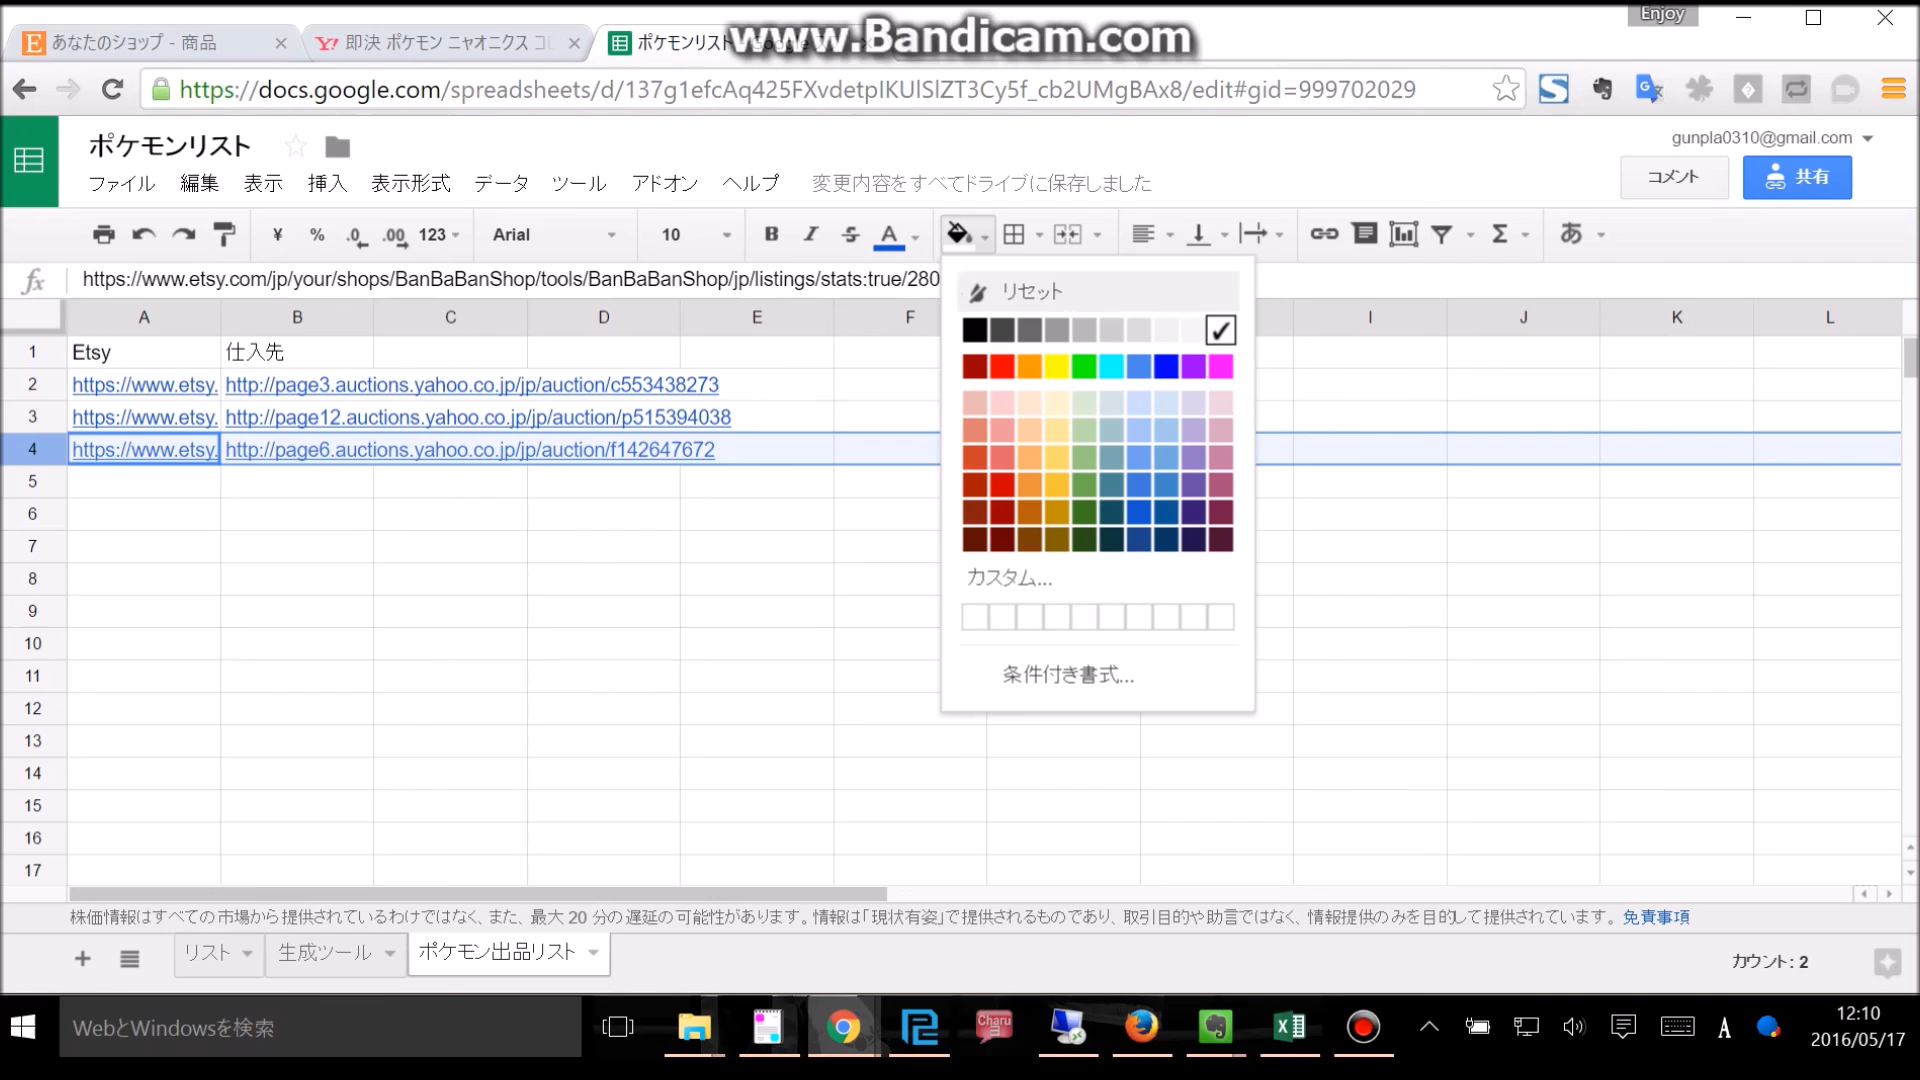 www.Bandicam.com
Enjoy
あなたのショップ - 商品
即決 ポケモン ニャオニクス コ
ポケモンリスト
https://docs.google.com/spreadsheets/d/137g1efcAq425FXvdetpIKUlSlZT3Cy5f_cb2UMgBAx8/edit#gid=999702029
ポケモンリスト
gunpla0310@gmail.com
ファイル 編集 表示 挿入 表示形式 データ ツール アドオン ヘルプ 変更内容をすべてドライブに保存しました
コメント
共有
¥ % .0 .00 123 Arial 10 B I S A Σ あ
fx https://www.etsy.com/jp/your/shops/BanBaBanShop/tools/BanBaBanShop/jp/listings/stats:true/280
リセット
A B C D E F I J K L
1 Etsy 仕入先
2 https://www.etsy. http://page3.auctions.yahoo.co.jp/jp/auction/c553438273
3 https://www.etsy. http://page12.auctions.yahoo.co.jp/jp/auction/p515394038
4 https://www.etsy. http://page6.auctions.yahoo.co.jp/jp/auction/f142647672
5
6
7
8
カスタム...
9
10
11
条件付き書式...
12
13
14
15
16
17
株価情報はすべての市場から提供されているわけではなく、また、最大 20 分の遅延の可能性があります。情報は「現状有姿」で提供されるものであり、取引目的や助言ではなく、情報提供のみを目的として提供されています。 免責事項
リスト 生成ツール ポケモン出品リスト
カウント: 2
WebとWindowsを検索
Charu
A
12:10
2016/05/17